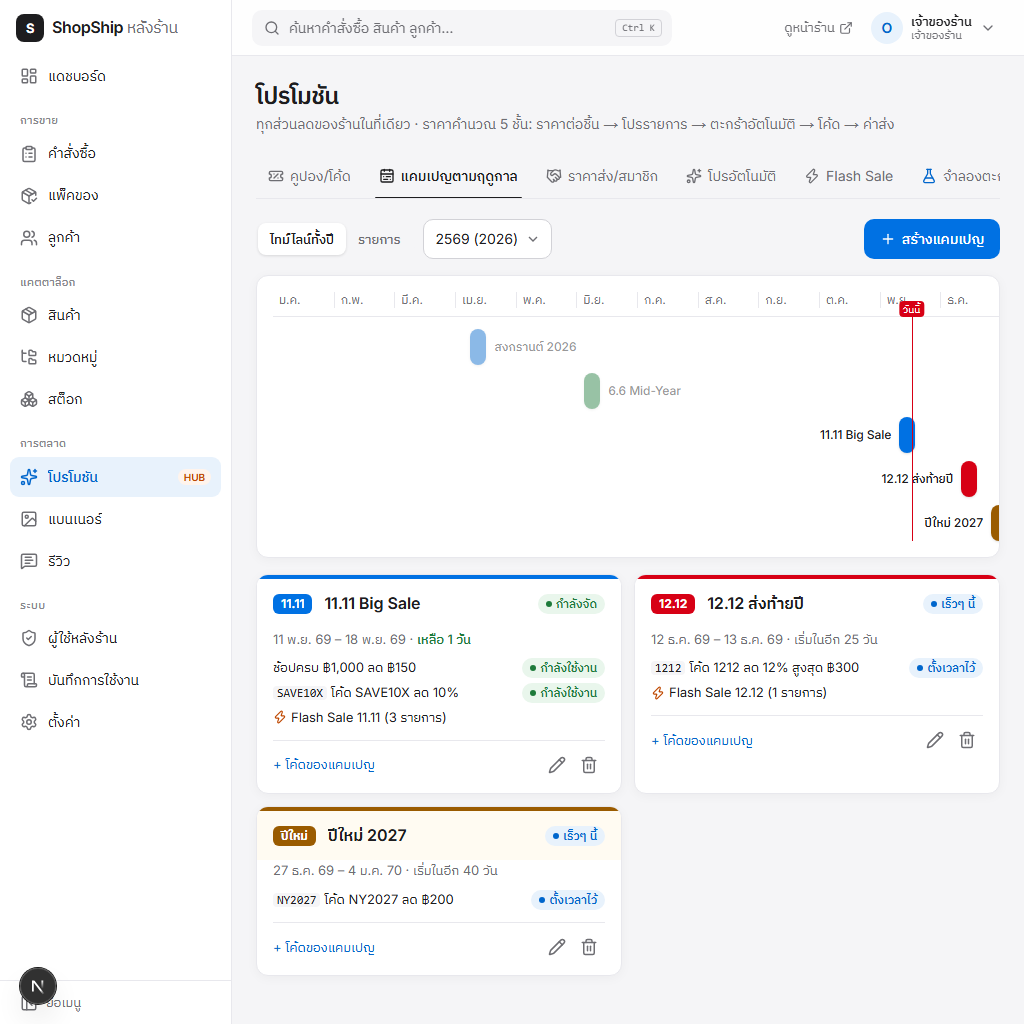 S ShopShip หลังร้าน
ค้นหาคำสั่งซื้อ สินค้า ลูกค้า... Ctrl K
ดูหน้าร้าน
O เจ้าของร้าน
เจ้าของร้าน
แดชบอร์ด
การขาย
คำสั่งซื้อ
แพ็คของ
ลูกค้า
แคตตาล็อก
สินค้า
หมวดหมู่
สต็อก
การตลาด
โปรโมชัน HUB
แบนเนอร์
รีวิว
ระบบ
ผู้ใช้หลังร้าน
บันทึกการใช้งาน
ตั้งค่า
N
ย่อเมนู
โปรโมชัน
ทุกส่วนลดของร้านในที่เดียว · ราคาคำนวณ 5 ชั้น: ราคาต่อชิ้น → โปรรายการ → ตะกร้าอัตโนมัติ → โค้ด → ค่าส่ง
คูปอง/โค้ด แคมเปญตามฤดูกาล ราคาส่ง/สมาชิก โปรอัตโนมัติ Flash Sale จำลองตะก
ไทม์ไลน์ทั้งปี รายการ 2569 (2026) + สร้างแคมเปญ
ม.ค. ก.พ. มี.ค. เม.ย. พ.ค. มิ.ย. ก.ค. ส.ค. ก.ย. ต.ค. พ.ย. ธ.ค.
วันนี้
สงกรานต์ 2026
6.6 Mid-Year
11.11 Big Sale
12.12 ส่งท้ายปี
ปีใหม่ 2027
11.11 11.11 Big Sale กำลังจัด
11 พ.ย. 69 – 18 พ.ย. 69 · เหลือ 1 วัน
ช้อปครบ ฿1,000 ลด ฿150 กำลังใช้งาน
SAVE10X โค้ด SAVE10X ลด 10% กำลังใช้งาน
Flash Sale 11.11 (3 รายการ)
+ โค้ดของแคมเปญ
12.12 12.12 ส่งท้ายปี เร็วๆ นี้
12 ธ.ค. 69 – 13 ธ.ค. 69 · เริ่มในอีก 25 วัน
1212 โค้ด 1212 ลด 12% สูงสุด ฿300 ตั้งเวลาไว้
Flash Sale 12.12 (1 รายการ)
+ โค้ดของแคมเปญ
ปีใหม่ ปีใหม่ 2027 เร็วๆ นี้
27 ธ.ค. 69 – 4 ม.ค. 70 · เริ่มในอีก 40 วัน
NY2027 โค้ด NY2027 ลด ฿200 ตั้งเวลาไว้
+ โค้ดของแคมเปญ